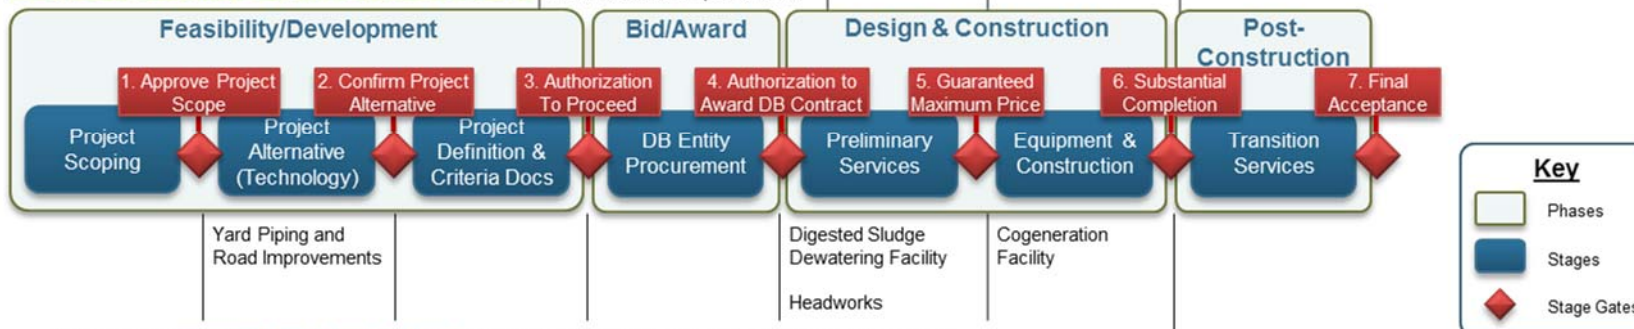 Feasibility/Development
Bid/Award
Design & Construction
Post-
Construction
1. Approve Project
Scope
2. Confirm Project
Alternative
3. Authorization
To Proceed
4. Authorization to
Award DB Contract
5. Guaranteed
Maximum Price
6. Substantial
Completion
7. Final
Acceptance
Project
Scoping
Project
Alternative
(Technology)
Project
Definition &
Criteria Docs
DB Entity
Procurement
Preliminary
Services
Equipment &
Construction
Transition
Services
Yard Piping and
Road Improvements
Digested Sludge
Dewatering Facility
Headworks
Cogeneration
Facility
Key
Phases
Stages
Stage Gates